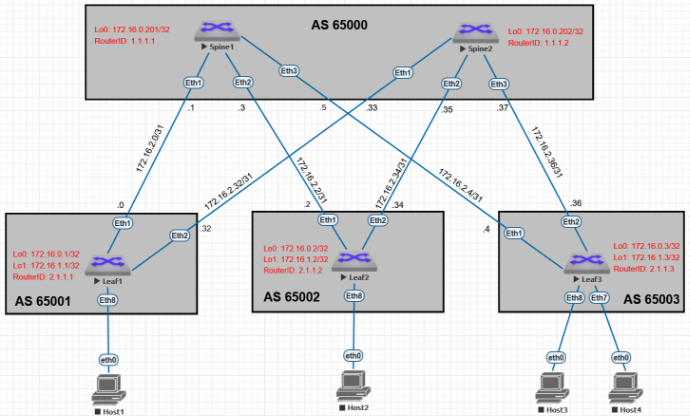 AS 65000
Lo0: 172.16.0.201/32
RouterID: 1.1.1.1
Spine1
Lo0: 172.16.0.202/32
RouterID: 1.1.1.2
Spine2
Eth1
Eth2
Eth3
Eth1
Eth2
Eth3
.1
.3
.5
.33
.35
.37
172.16.2.0/31
172.16.2.32/31
172.16.2.2/31
172.16.2.34/31
172.16.2.4/31
172.16.2.36/31
.0
.32
.2
.34
.4
.36
Eth1
Eth2
Lo0: 172.16.0.1/32
Lo1: 172.16.1.1/32
RouterID: 2.1.1.1
Leaf1
AS 65001
Eth8
Eth1
Eth2
Lo0: 172.16.0.2/32
Lo1: 172.16.1.2/32
RouterID: 2.1.1.2
Leaf2
AS 65002
Eth8
Eth1
Eth2
Lo0: 172.16.0.3/32
Lo1: 172.16.1.3/32
RouterID: 2.1.1.3
Leaf3
Eth8
Eth7
AS 65003
eth0
Host1
eth0
Host2
eth0
Host3
eth0
Host4